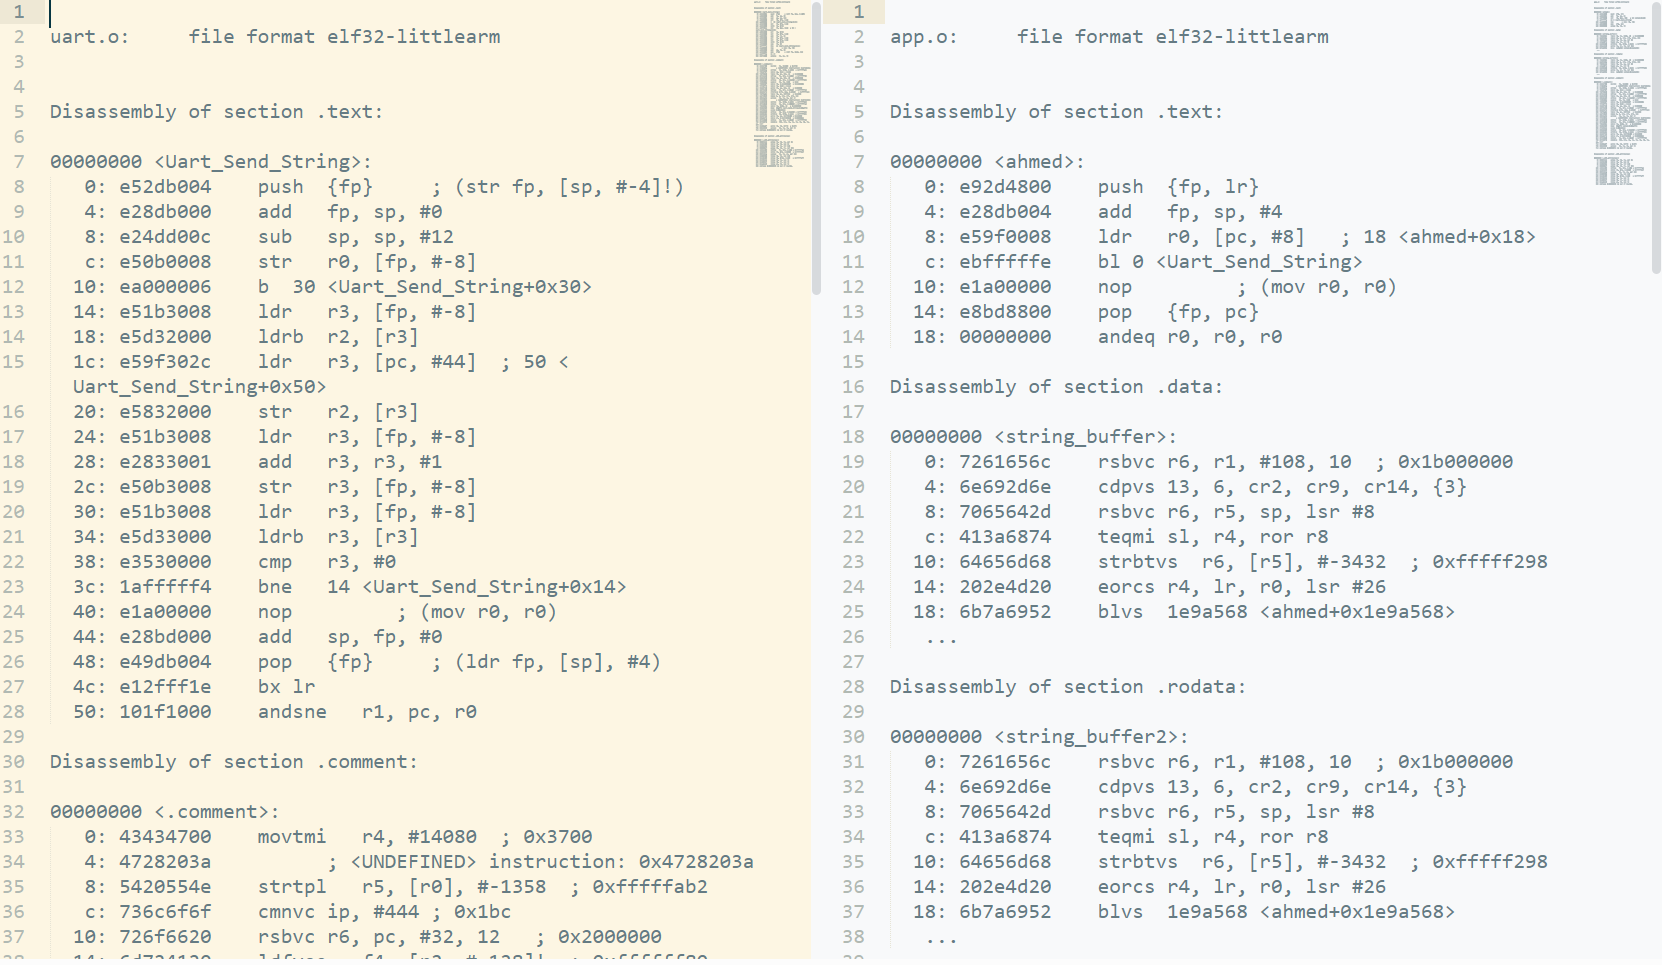 1
2 uart.o:     file format elf32-littlearm
3
4
5 Disassembly of section .text:
6
7 00000000 <Uart_Send_String>:
8    0: e52db004    push  {fp}     ; (str fp, [sp, #-4]!)
9    4: e28db000    add   fp, sp, #0
10    8: e24dd00c    sub   sp, sp, #12
11    c: e50b0008    str   r0, [fp, #-8]
12   10: ea000006    b  30 <Uart_Send_String+0x30>
13   14: e51b3008    ldr   r3, [fp, #-8]
14   18: e5d32000    ldrb  r2, [r3]
15   1c: e59f302c    ldr   r3, [pc, #44]  ; 50 <
Uart_Send_String+0x50>
16   20: e5832000    str   r2, [r3]
17   24: e51b3008    ldr   r3, [fp, #-8]
18   28: e2833001    add   r3, r3, #1
19   2c: e50b3008    str   r3, [fp, #-8]
20   30: e51b3008    ldr   r3, [fp, #-8]
21   34: e5d33000    ldrb  r3, [r3]
22   38: e3530000    cmp   r3, #0
23   3c: 1afffff4    bne   14 <Uart_Send_String+0x14>
24   40: e1a00000    nop         ; (mov r0, r0)
25   44: e28bd000    add   sp, fp, #0
26   48: e49db004    pop   {fp}     ; (ldr fp, [sp], #4)
27   4c: e12fff1e    bx lr
28   50: 101f1000    andsne   r1, pc, r0
29
30 Disassembly of section .comment:
31
32 00000000 <.comment>:
33    0: 43434700    movtmi   r4, #14080  ; 0x3700
34    4: 4728203a          ; <UNDEFINED> instruction: 0x4728203a
35    8: 5420554e    strtpl   r5, [r0], #-1358  ; 0xfffffab2
36    c: 736c6f6f    cmnvc ip, #444 ; 0x1bc
37   10: 726f6620    rsbvc r6, pc, #32, 12   ; 0x2000000
1
2 app.o:     file format elf32-littlearm
3
4
5 Disassembly of section .text:
6
7 00000000 <ahmed>:
8    0: e92d4800    push  {fp, lr}
9    4: e28db004    add   fp, sp, #4
10    8: e59f0008    ldr   r0, [pc, #8]   ; 18 <ahmed+0x18>
11    c: ebfffffe    bl 0 <Uart_Send_String>
12   10: e1a00000    nop         ; (mov r0, r0)
13   14: e8bd8800    pop   {fp, pc}
14   18: 00000000    andeq r0, r0, r0
15
16 Disassembly of section .data:
17
18 00000000 <string_buffer>:
19    0: 7261656c    rsbvc r6, r1, #108, 10  ; 0x1b000000
20    4: 6e692d6e    cdpvs 13, 6, cr2, cr9, cr14, {3}
21    8: 7065642d    rsbvc r6, r5, sp, lsr #8
22    c: 413a6874    teqmi sl, r4, ror r8
23   10: 64656d68    strbtvs  r6, [r5], #-3432  ; 0xfffff298
24   14: 202e4d20    eorcs r4, lr, r0, lsr #26
25   18: 6b7a6952    blvs  1e9a568 <ahmed+0x1e9a568>
26    ...
27
28 Disassembly of section .rodata:
29
30 00000000 <string_buffer2>:
31    0: 7261656c    rsbvc r6, r1, #108, 10  ; 0x1b000000
32    4: 6e692d6e    cdpvs 13, 6, cr2, cr9, cr14, {3}
33    8: 7065642d    rsbvc r6, r5, sp, lsr #8
34    c: 413a6874    teqmi sl, r4, ror r8
35   10: 64656d68    strbtvs  r6, [r5], #-3432  ; 0xfffff298
36   14: 202e4d20    eorcs r4, lr, r0, lsr #26
37   18: 6b7a6952    blvs  1e9a568 <ahmed+0x1e9a568>
38    ...